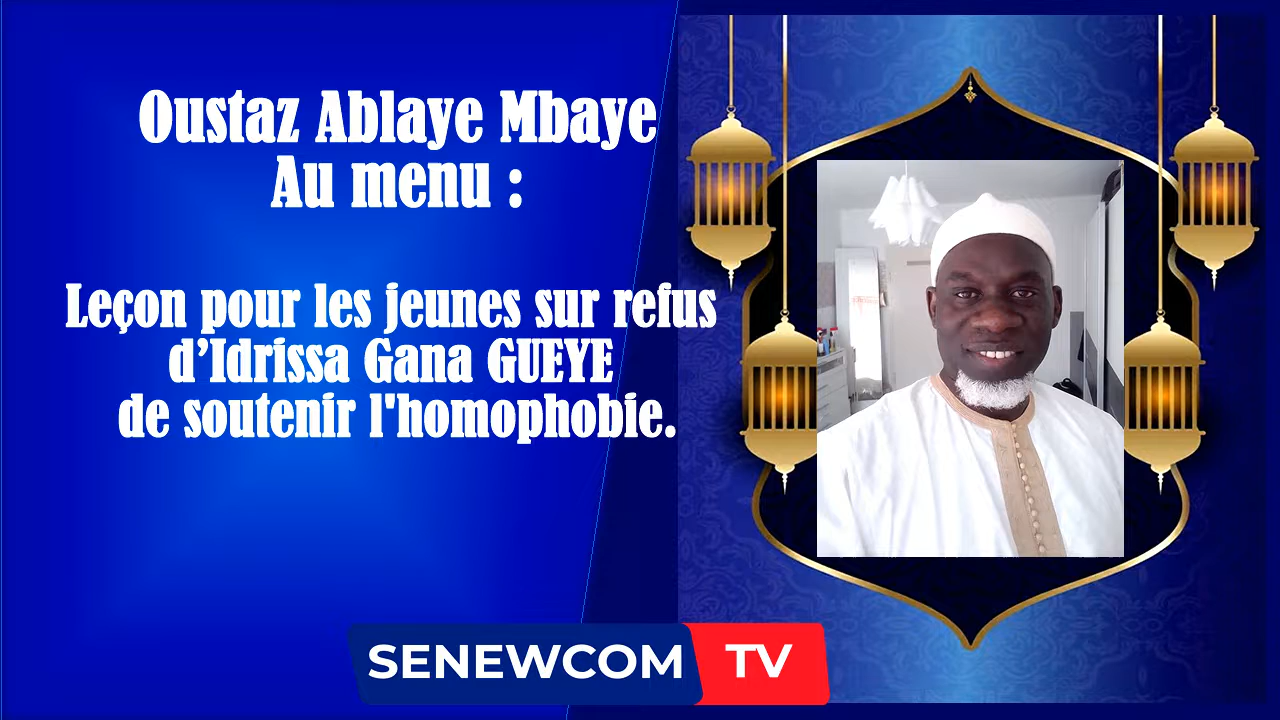 Oustaz Ablaye Mbaye
Au menu :
Leçon pour les jeunes sur refus
d’Idrissa Gana GUEYE
de soutenir l'homophobie.
SENEWCOM TV